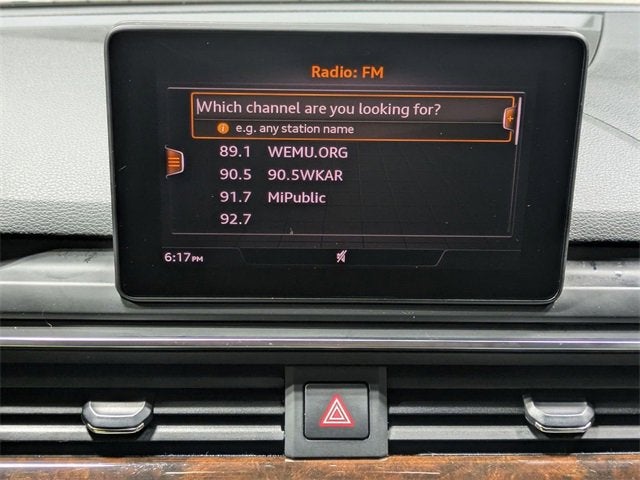 Radio: FM
Which channel are you looking for?
e.g. any station name
89.1 WEMU.ORG
90.5 90.5WKAR
91.7 MiPublic
92.7
6:17PM